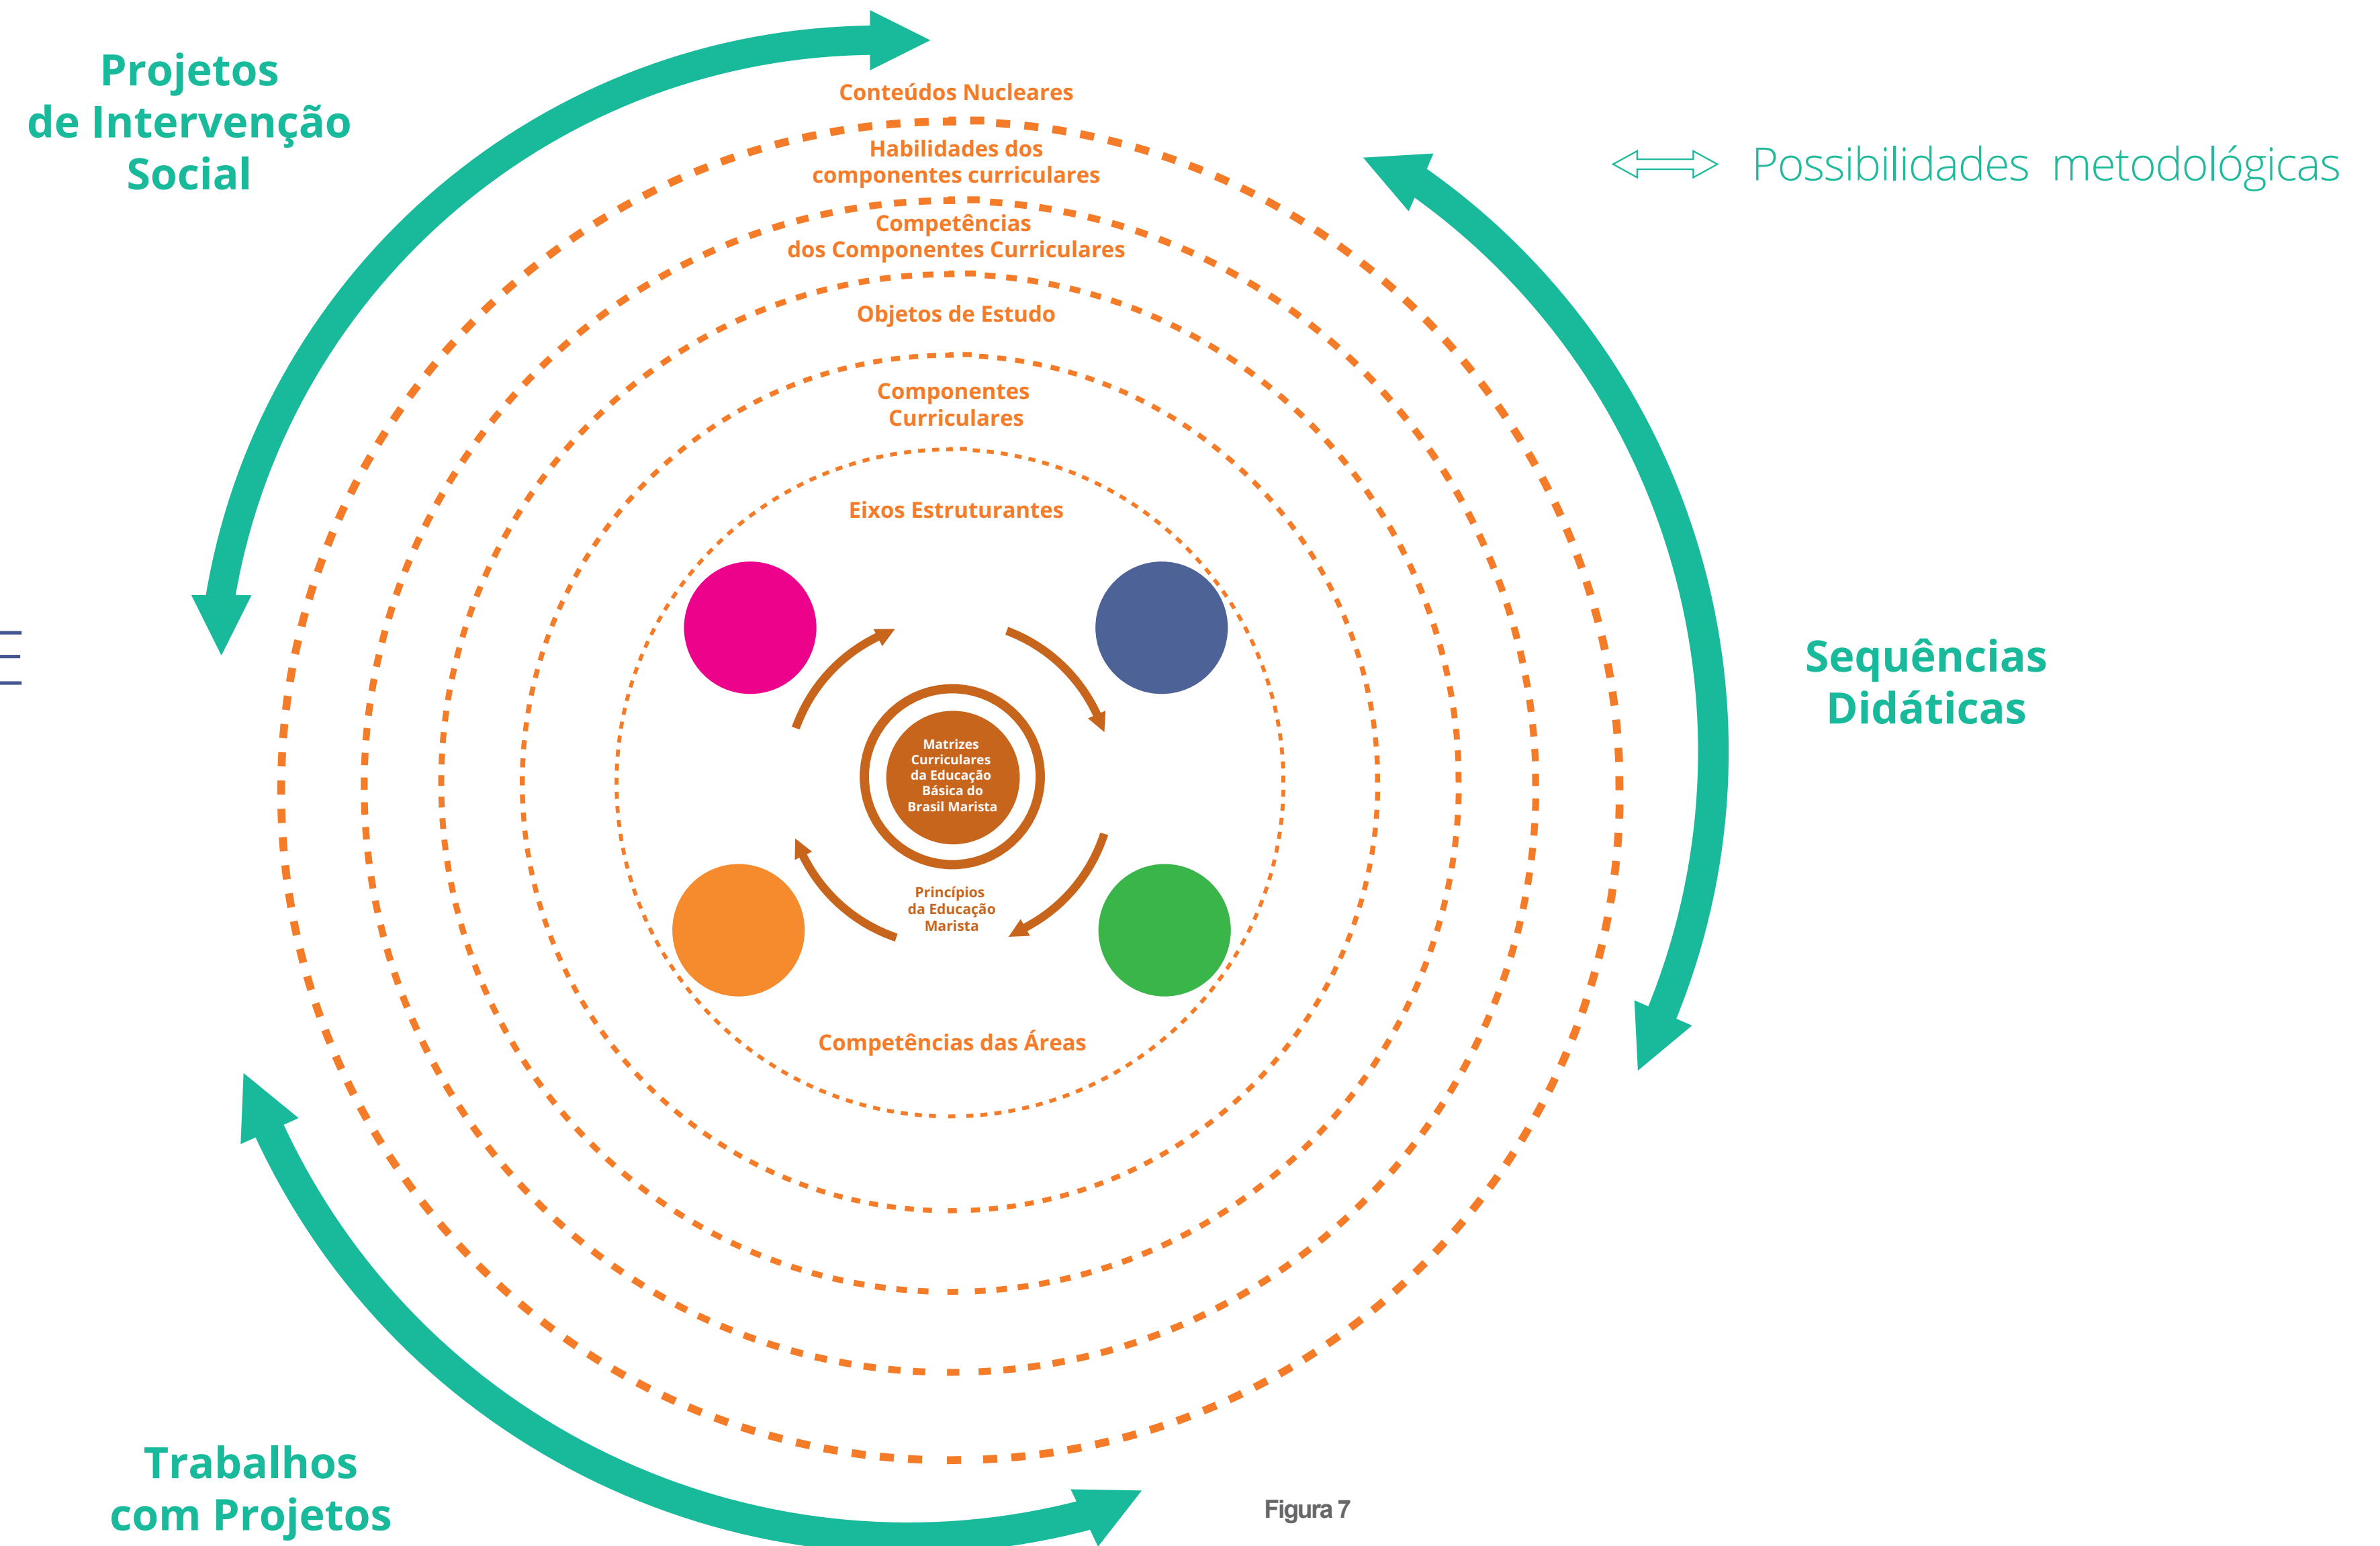 Projetos
de Intervenção
Social
Conteúdos Nucleares
Habilidades dos
componentes curriculares
Possibilidades metodológicas
Competências
dos Componentes Curriculares
Objetos de Estudo
Componentes
Curriculares
Eixos Estruturantes
Sequências
Didáticas
Matrizes
Curriculares
da Educação
Básica do
Brasil Marista
Princípios
da Educação
Marista
Competências das Áreas
Trabalhos
com Projetos
Figura 7